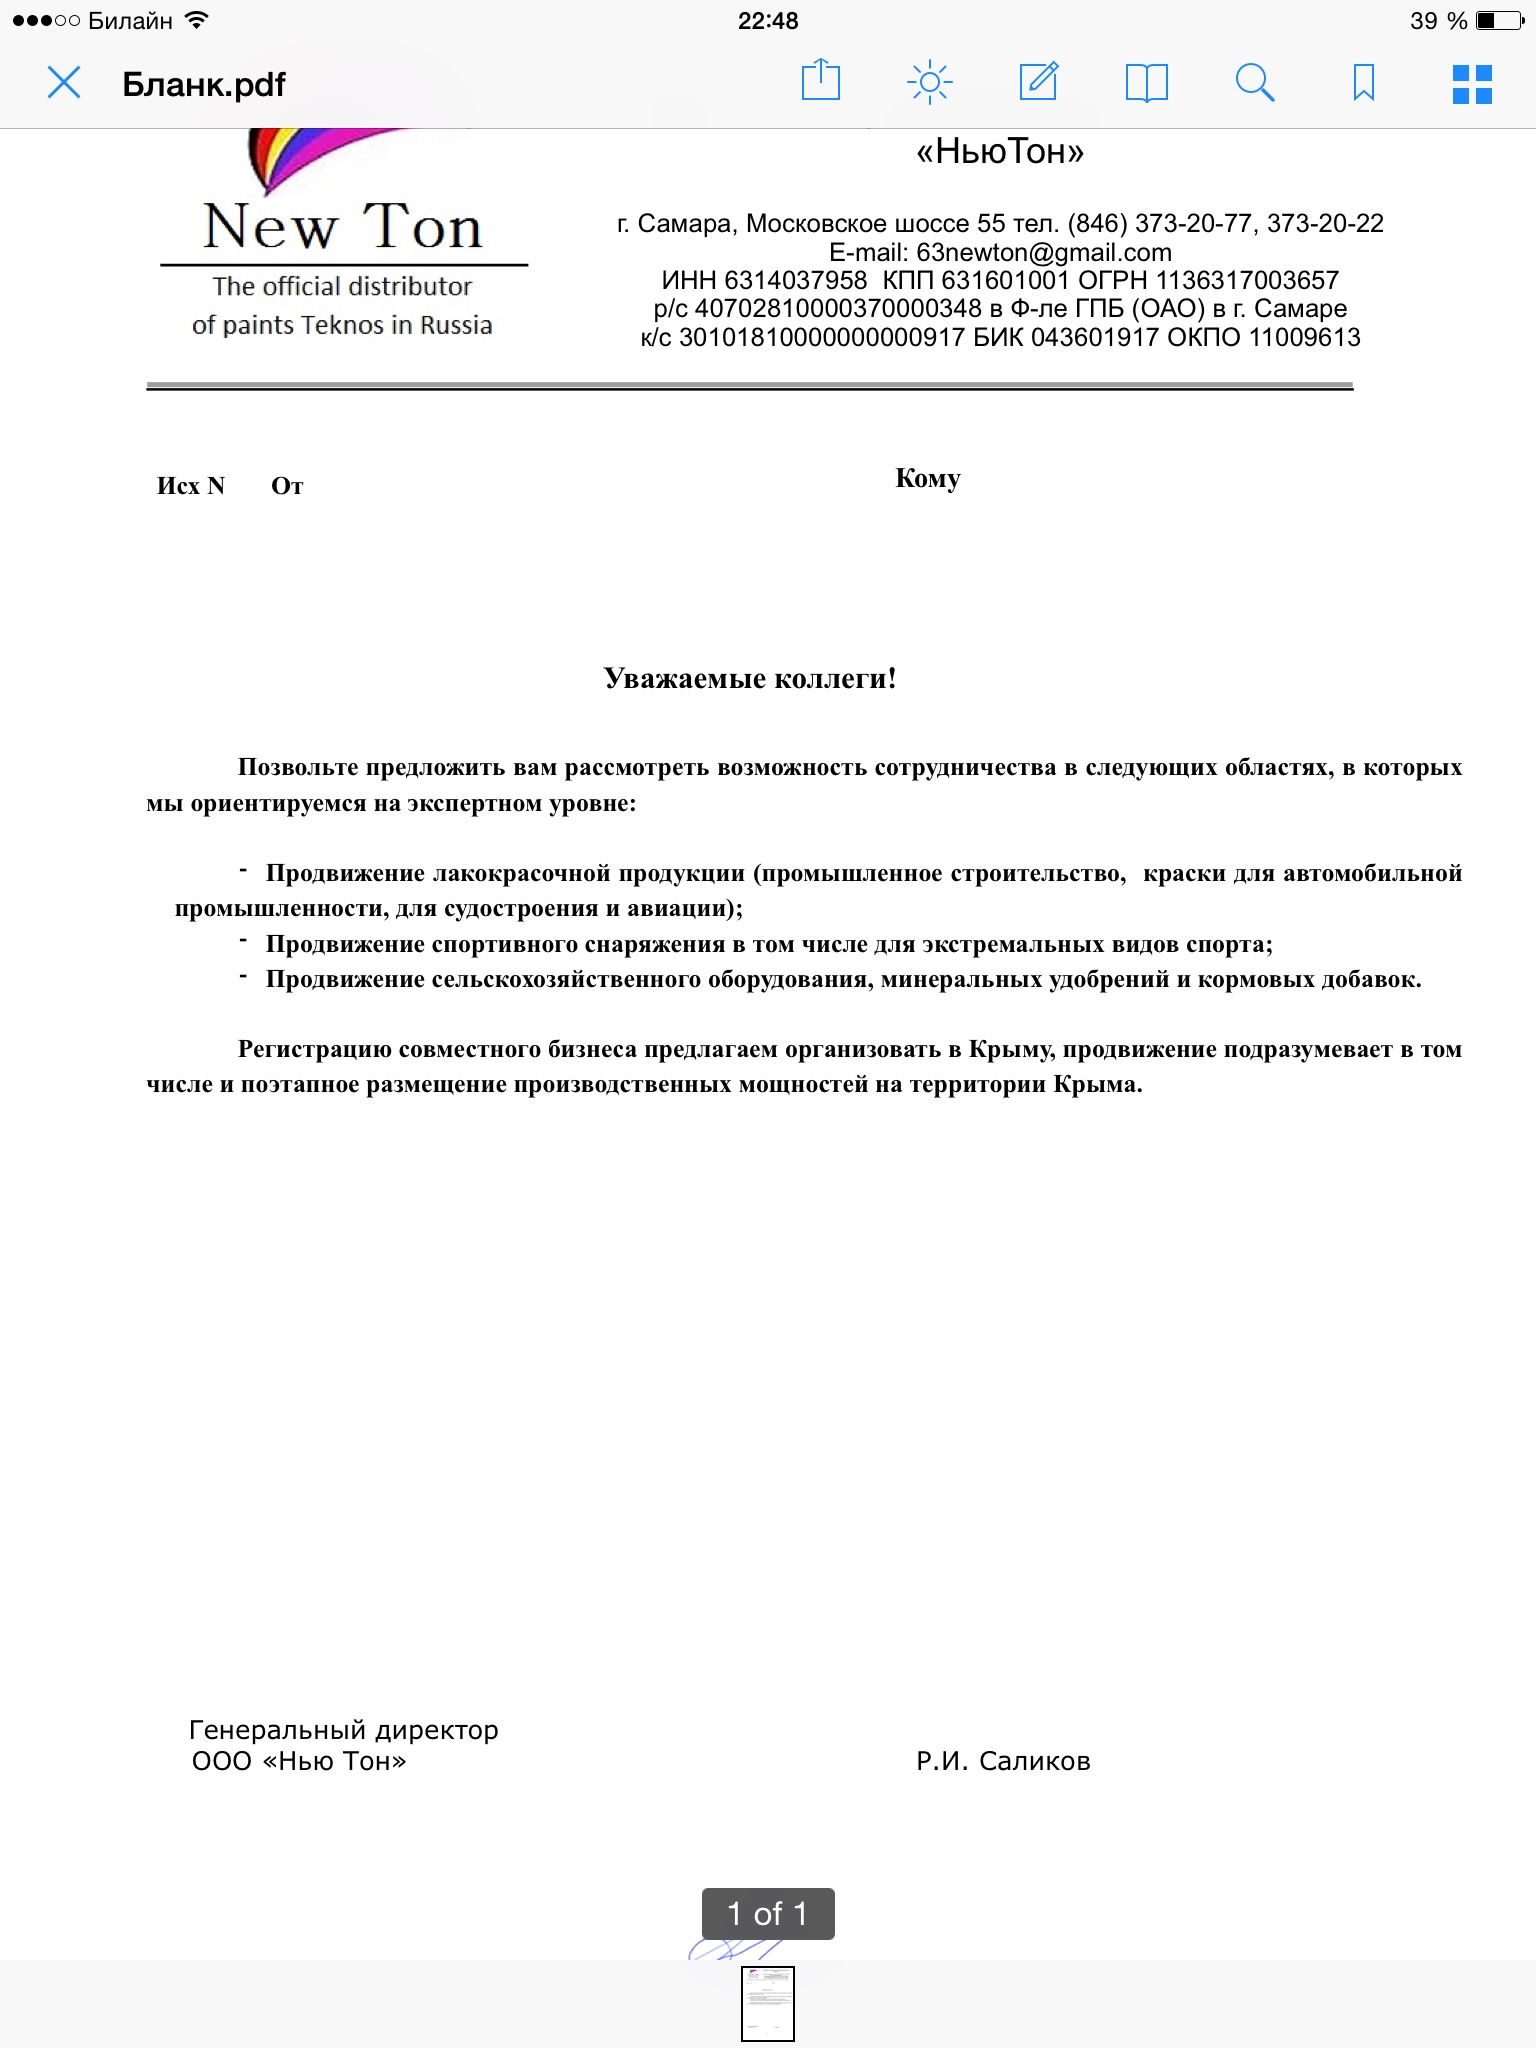 Билайн 22:48 39 %
Бланк.pdf
«НьюТон»
New Ton
The official distributor
of paints Teknos in Russia
г. Самара, Московское шоссе 55 тел. (846) 373-20-77, 373-20-22
E-mail: 63newton@gmail.com
ИНН 6314037958  КПП 631601001 ОГРН 1136317003657
р/с 40702810000370000348 в Ф-ле ГПБ (ОАО) в г. Самаре
к/с 30101810000000000917 БИК 043601917 ОКПО 11009613
Исх N От
Кому
Уважаемые коллеги!
Позвольте предложить вам рассмотреть возможность сотрудничества в следующих областях, в которых
мы ориентируемся на экспертном уровне:
- Продвижение лакокрасочной продукции (промышленное строительство,  краски для автомобильной
промышленности, для судостроения и авиации);
- Продвижение спортивного снаряжения в том числе для экстремальных видов спорта;
- Продвижение сельскохозяйственного оборудования, минеральных удобрений и кормовых добавок.
Регистрацию совместного бизнеса предлагаем организовать в Крыму, продвижение подразумевает в том
числе и поэтапное размещение производственных мощностей на территории Крыма.
Генеральный директор
ООО «Нью Тон» Р.И. Саликов
1 of 1